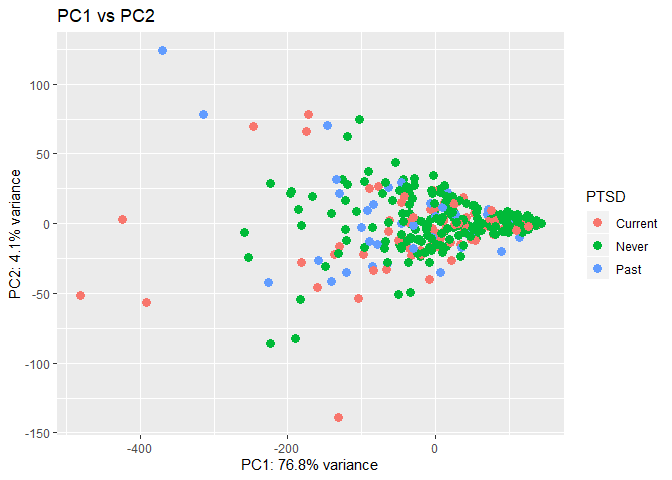 PC1 vs PC2
100
50
0
-50
-100
-150
PC2: 4.1% variance
-400
-200
0
PC1: 76.8% variance
PTSD
Current
Never
Past